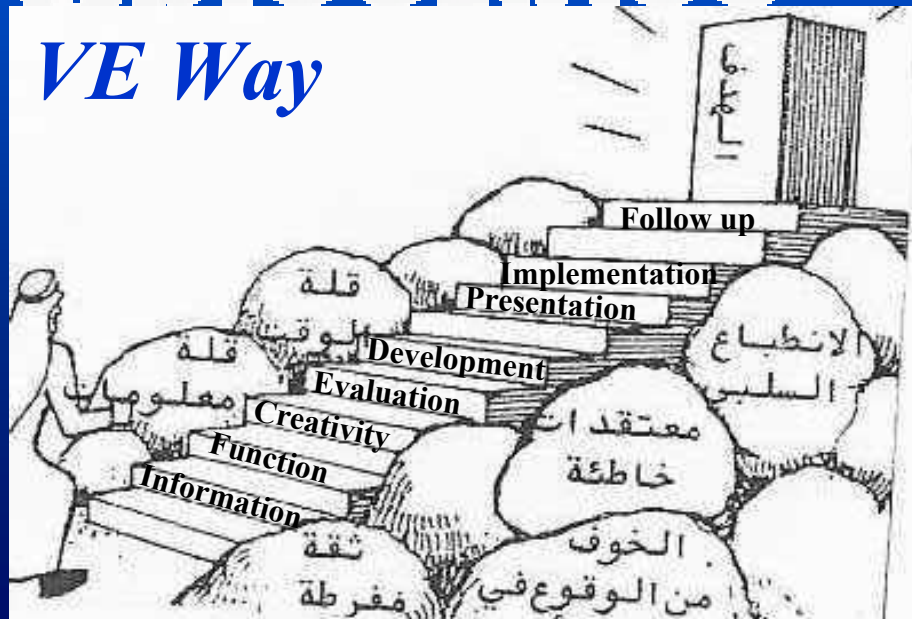 VE Way
Follow up
Implementation
Presentation
Development
Evaluation
Creativity
Function
Information
قلة
الوقت
قلة
معلومات
الانطباع
السلبي
معتقدات
خاطئة
ثقة
مفرطة
الخوف
من الوقوع في